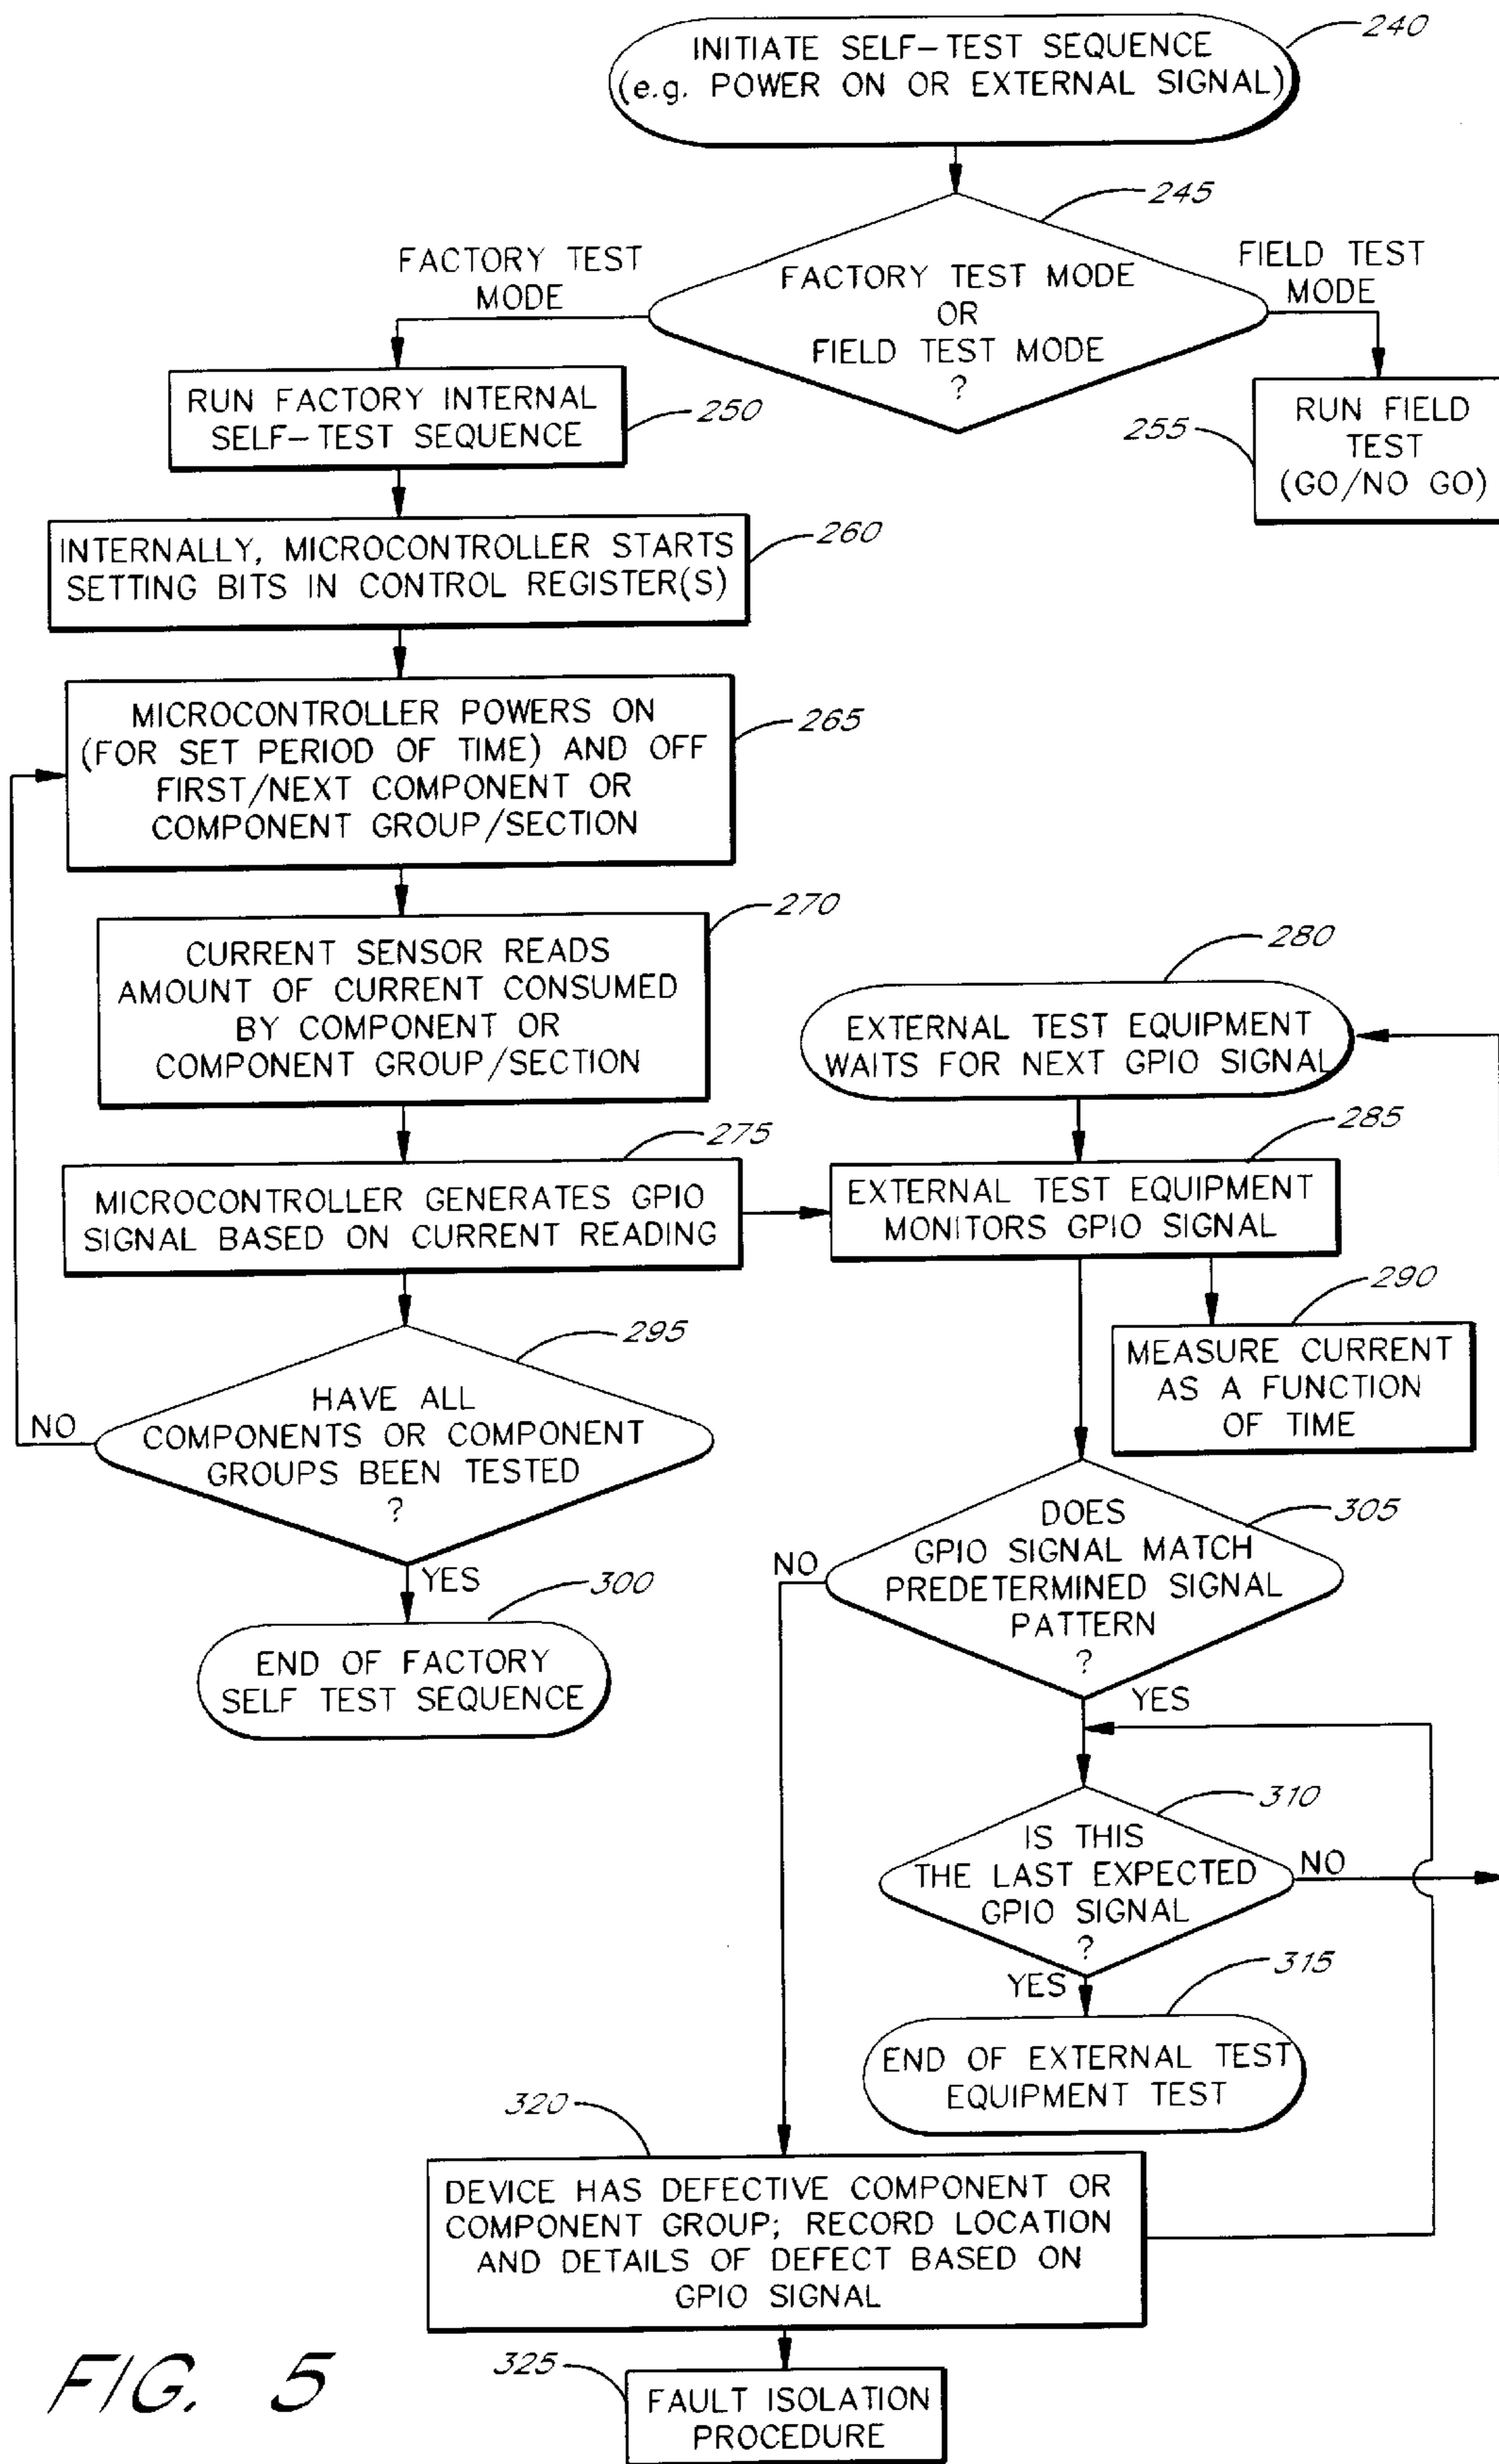 240
INITIATE SELF-TEST SEQUENCE
(e.g. POWER ON OR EXTERNAL SIGNAL)
245
FACTORY TEST
MODE
FACTORY TEST MODE
OR
FIELD TEST MODE
?
FIELD TEST
MODE
RUN FACTORY INTERNAL
SELF-TEST SEQUENCE
250
255
RUN FIELD
TEST
(GO/NO GO)
260
INTERNALLY, MICROCONTROLLER STARTS
SETTING BITS IN CONTROL REGISTER(S)
265
MICROCONTROLLER POWERS ON
(FOR SET PERIOD OF TIME) AND OFF
FIRST/NEXT COMPONENT OR
COMPONENT GROUP/SECTION
270
CURRENT SENSOR READS
AMOUNT OF CURRENT CONSUMED
BY COMPONENT OR
COMPONENT GROUP/SECTION
280
EXTERNAL TEST EQUIPMENT
WAITS FOR NEXT GPIO SIGNAL
275
MICROCONTROLLER GENERATES GPIO
SIGNAL BASED ON CURRENT READING
285
EXTERNAL TEST EQUIPMENT
MONITORS GPIO SIGNAL
290
MEASURE CURRENT
AS A FUNCTION
OF TIME
295
HAVE ALL
COMPONENTS OR COMPONENT
GROUPS BEEN TESTED
?
NO
YES
300
END OF FACTORY
SELF TEST SEQUENCE
305
DOES
GPIO SIGNAL MATCH
PREDETERMINED SIGNAL
PATTERN
?
NO
YES
310
IS THIS
THE LAST EXPECTED
GPIO SIGNAL
?
NO
YES
315
END OF EXTERNAL TEST
EQUIPMENT TEST
320
DEVICE HAS DEFECTIVE COMPONENT OR
COMPONENT GROUP; RECORD LOCATION
AND DETAILS OF DEFECT BASED ON
GPIO SIGNAL
325
FAULT ISOLATION
PROCEDURE
FIG. 5